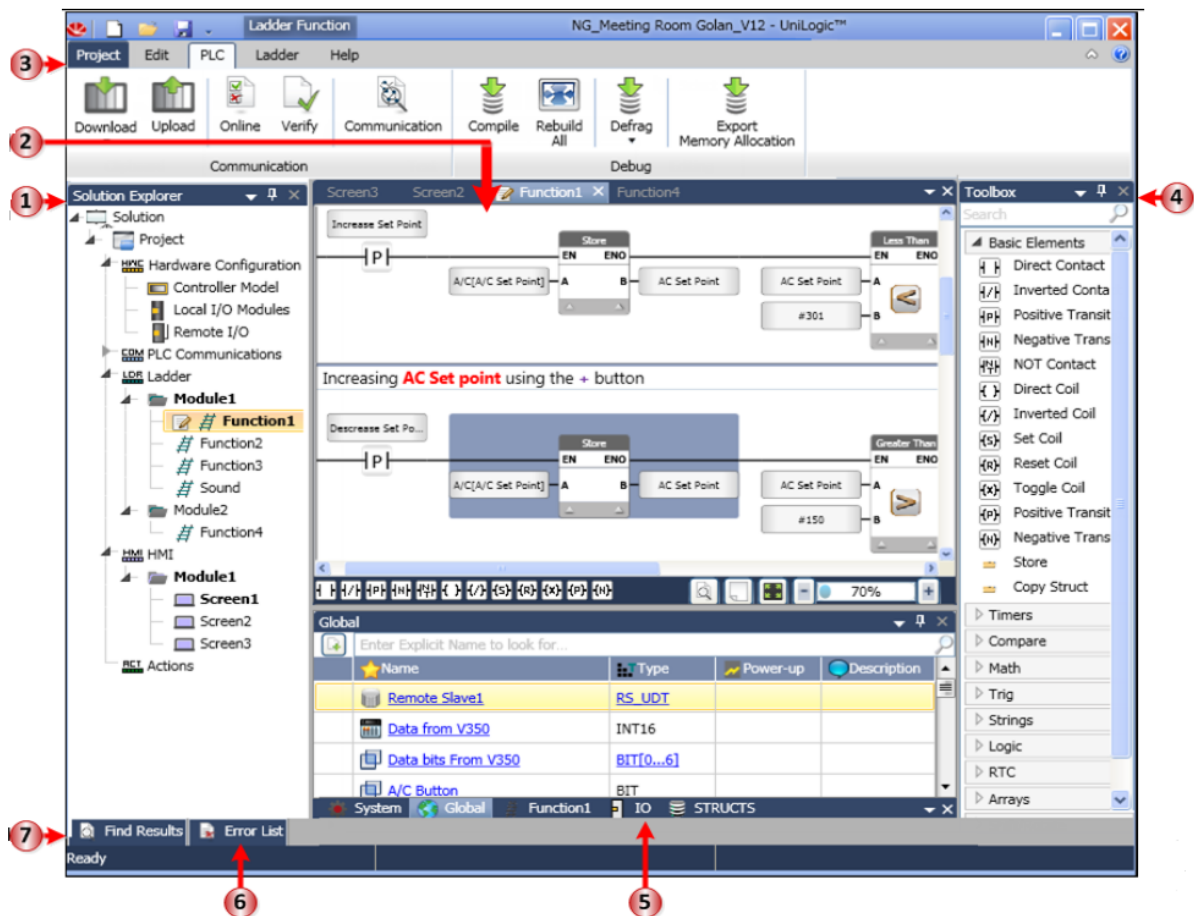 Ladder Function
NG_Meeting Room Golan_V12 - UniLogic™
Project Edit PLC Ladder Help
3
Download Upload Online Verify Communication Compile Rebuild All Defrag Export Memory Allocation
Communication Debug
2
1
Solution Explorer
Solution
Project
HWC Hardware Configuration
Controller Model
Local I/O Modules
Remote I/O
COM PLC Communications
LDR Ladder
Module1
Function1
Function2
Function3
Sound
Module2
Function4
HMI HMI
Module1
Screen1
Screen2
Screen3
ACT Actions
Screen3 Screen2 Function1 Function4
Increase Set Point
P
Store
EN ENO
A/C[A/C Set Point] A B AC Set Point
Less Than
EN ENO
AC Set Point A
#301 B
Increasing AC Set point using the + button
Descrease Set Po...
P
Store
EN ENO
A/C[A/C Set Point] A B AC Set Point
Greater Than
EN ENO
AC Set Point A
#150 B
70%
Global
Enter Explicit Name to look for...
Name Type Power-up Description
Remote Slave1 RS_UDT
Data from V350 INT16
Data bits From V350 BIT[0...6]
A/C Button BIT
System Global Function1 IO STRUCTS
Toolbox
4
Search
Basic Elements
Direct Contact
Inverted Conta
Positive Transit
Negative Trans
NOT Contact
Direct Coil
Inverted Coil
Set Coil
Reset Coil
Toggle Coil
Positive Transit
Negative Trans
Store
Copy Struct
Timers
Compare
Math
Trig
Strings
Logic
RTC
Arrays
7
Find Results Error List
Ready
6
5